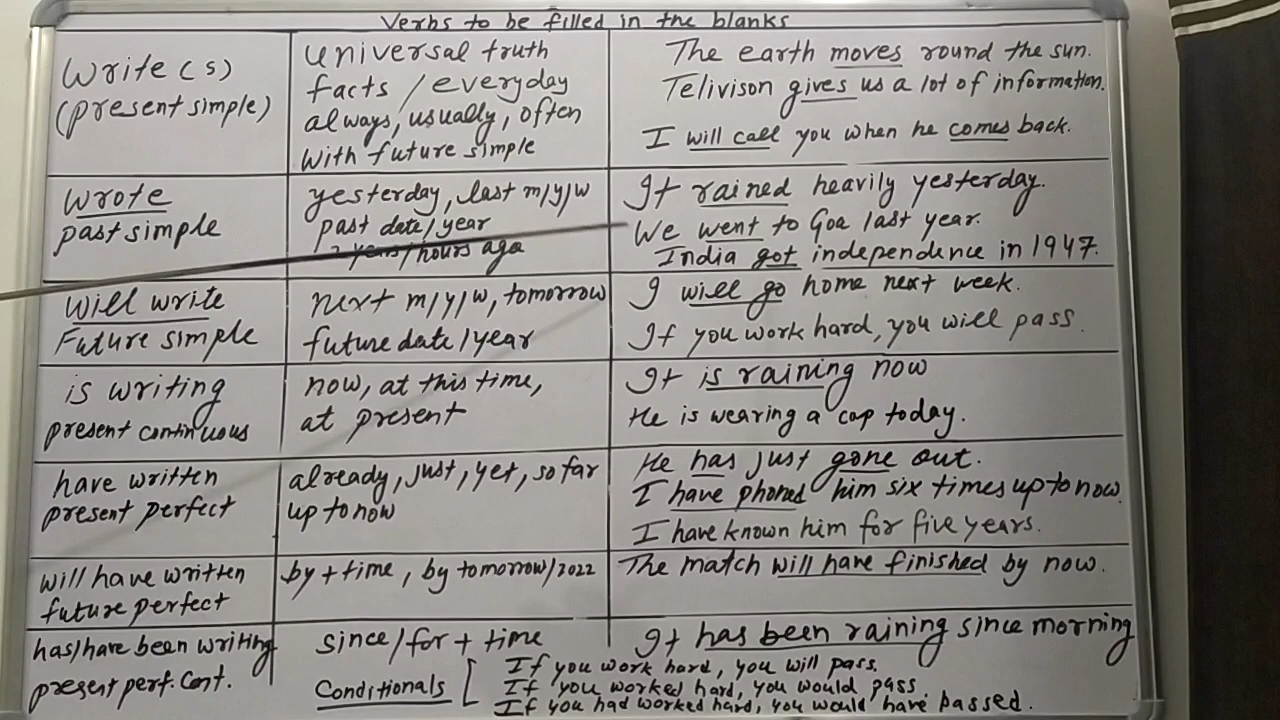 Verbs to be filled in the blanks
Write (s)
(present simple)
universal truth
facts / everyday
always, usually, often
with future simple
The earth moves round the sun.
Telivison gives us a lot of information.
I will call you when he comes back.
Wrote
past simple
yesterday, last m/y/w
past date/year
years/hours ago
It rained heavily yesterday.
We went to Goa last year.
India got independence in 1947.
Will write
Future simple
next m/y/w, tomorrow
future date/year
I will go home next week.
If you work hard, you will pass.
is writing
present continuous
now, at this time,
at present
It is raining now
He is wearing a cap today.
have written
present perfect
already, just, yet, so far
up to now
He has just gone out.
I have phoned him six times up to now.
I have known him for five years.
will have written
future perfect
by + time, by tomorrow/2022
The match will have finished by now.
has/have been writing
present perf. cont.
since/for + time
It has been raining since morning
Conditionals
If you work hard, you will pass.
If you worked hard, you would pass.
If you had worked hard, you would have passed.